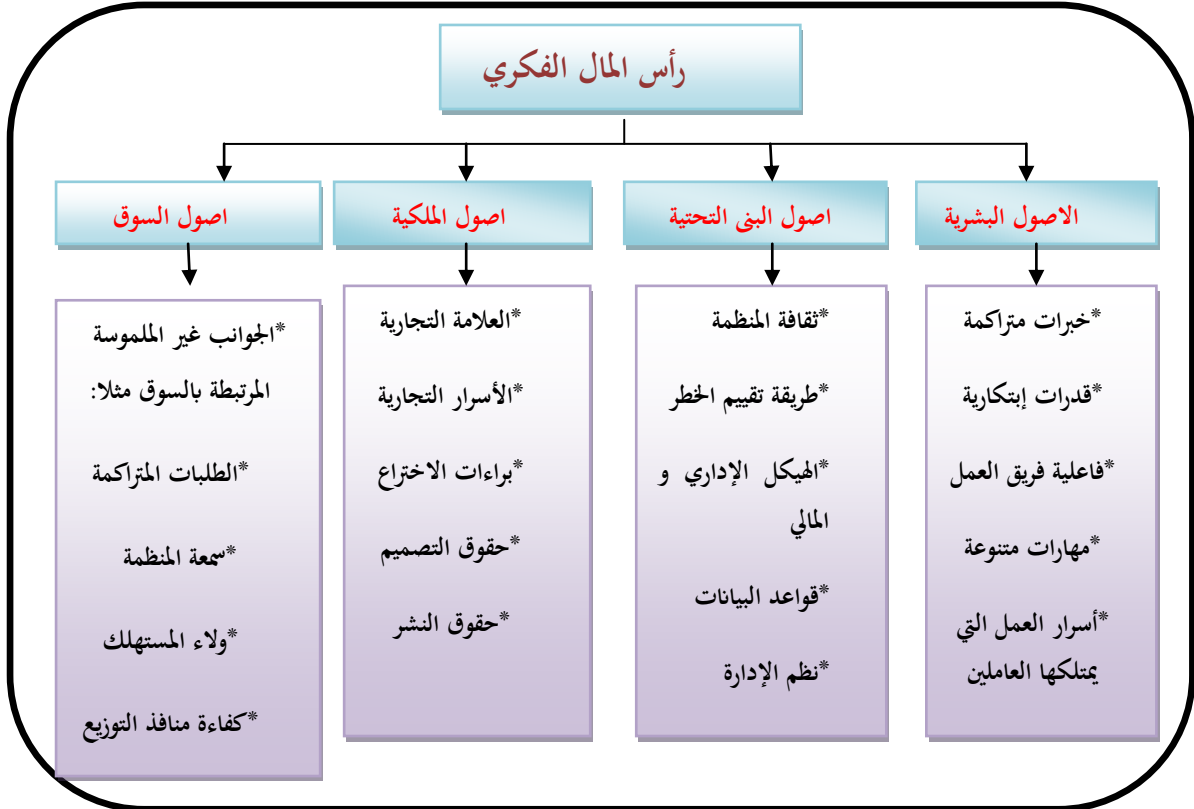 رأس المال الفكري
الاصول البشرية
اصول البنى التحتية
اصول الملكية
اصول السوق
*خبرات متراكمة
*قدرات إبتكارية
*فاعلية فريق العمل
*مهارات متنوعة
*أسرار العمل التي
يمتلكها العاملين
*ثقافة المنظمة
*طريقة تقييم الخطر
*الهيكل الإداري و
المالي
*قواعد البيانات
*نظم الإدارة
*العلامة التجارية
*الأسرار التجارية
*براءات الاختراع
*حقوق التصميم
*حقوق النشر
*الجوانب غير الملموسة
المرتبطة بالسوق مثلا:
*الطلبات المتراكمة
*سمعة المنظمة
*ولاء المستهلك
*كفاءة منافذ التوزيع